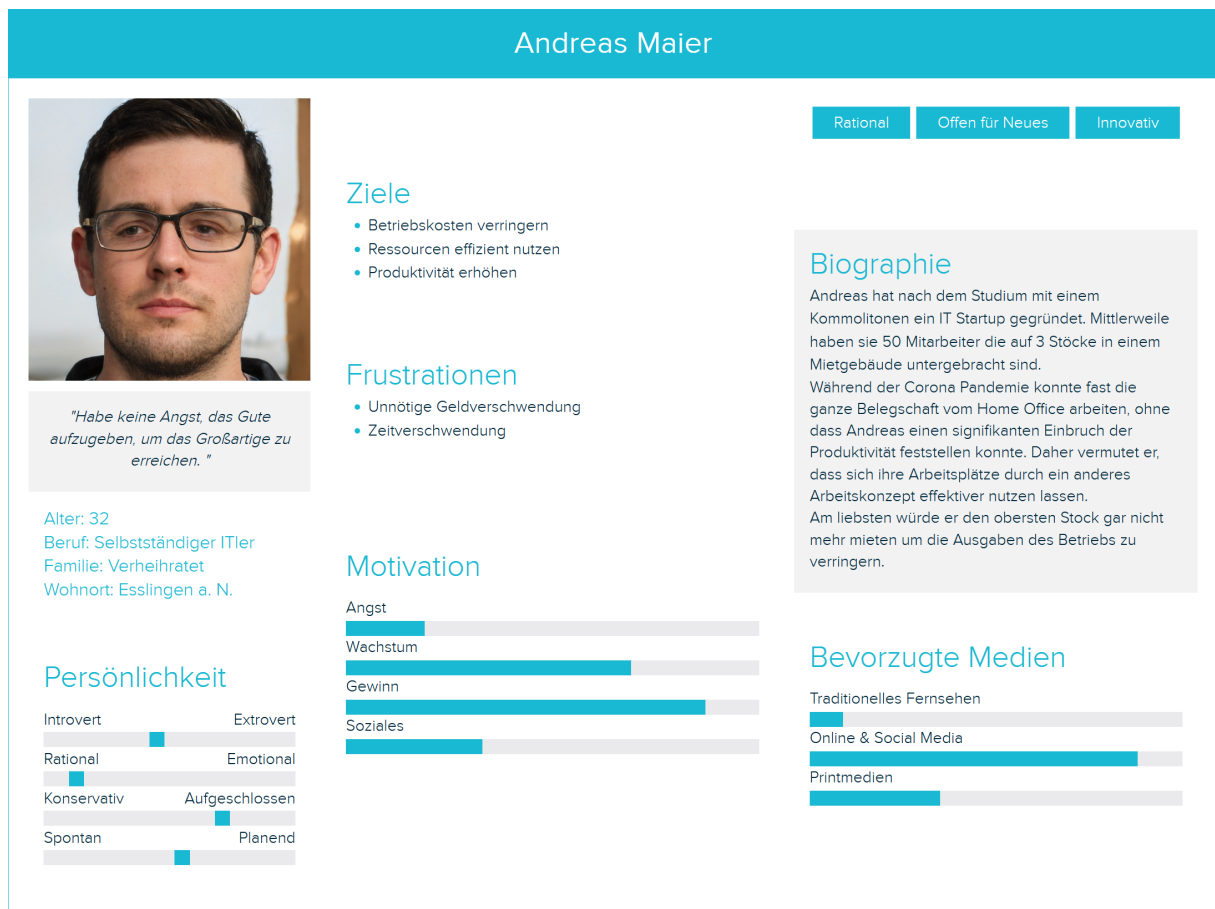 Andreas Maier
"Habe keine Angst, das Gute
aufzugeben, um das Großartige zu
erreichen. "
Alter: 32
Beruf: Selbstständiger ITler
Familie: Verheihratet
Wohnort: Esslingen a. N.
Persönlichkeit
Introvert Extrovert
Rational Emotional
Konservativ Aufgeschlossen
Spontan Planend
Ziele
• Betriebskosten verringern
• Ressourcen effizient nutzen
• Produktivität erhöhen
Frustrationen
• Unnötige Geldverschwendung
• Zeitverschwendung
Motivation
Angst
Wachstum
Gewinn
Soziales
Rational Offen für Neues Innovativ
Biographie
Andreas hat nach dem Studium mit einem
Kommolitonen ein IT Startup gegründet. Mittlerweile
haben sie 50 Mitarbeiter die auf 3 Stöcke in einem
Mietgebäude untergebracht sind.
Während der Corona Pandemie konnte fast die
ganze Belegschaft vom Home Office arbeiten, ohne
dass Andreas einen signifikanten Einbruch der
Produktivität feststellen konnte. Daher vermutet er,
dass sich ihre Arbeitsplätze durch ein anderes
Arbeitskonzept effektiver nutzen lassen.
Am liebsten würde er den obersten Stock gar nicht
mehr mieten um die Ausgaben des Betriebs zu
verringern.
Bevorzugte Medien
Traditionelles Fernsehen
Online & Social Media
Printmedien